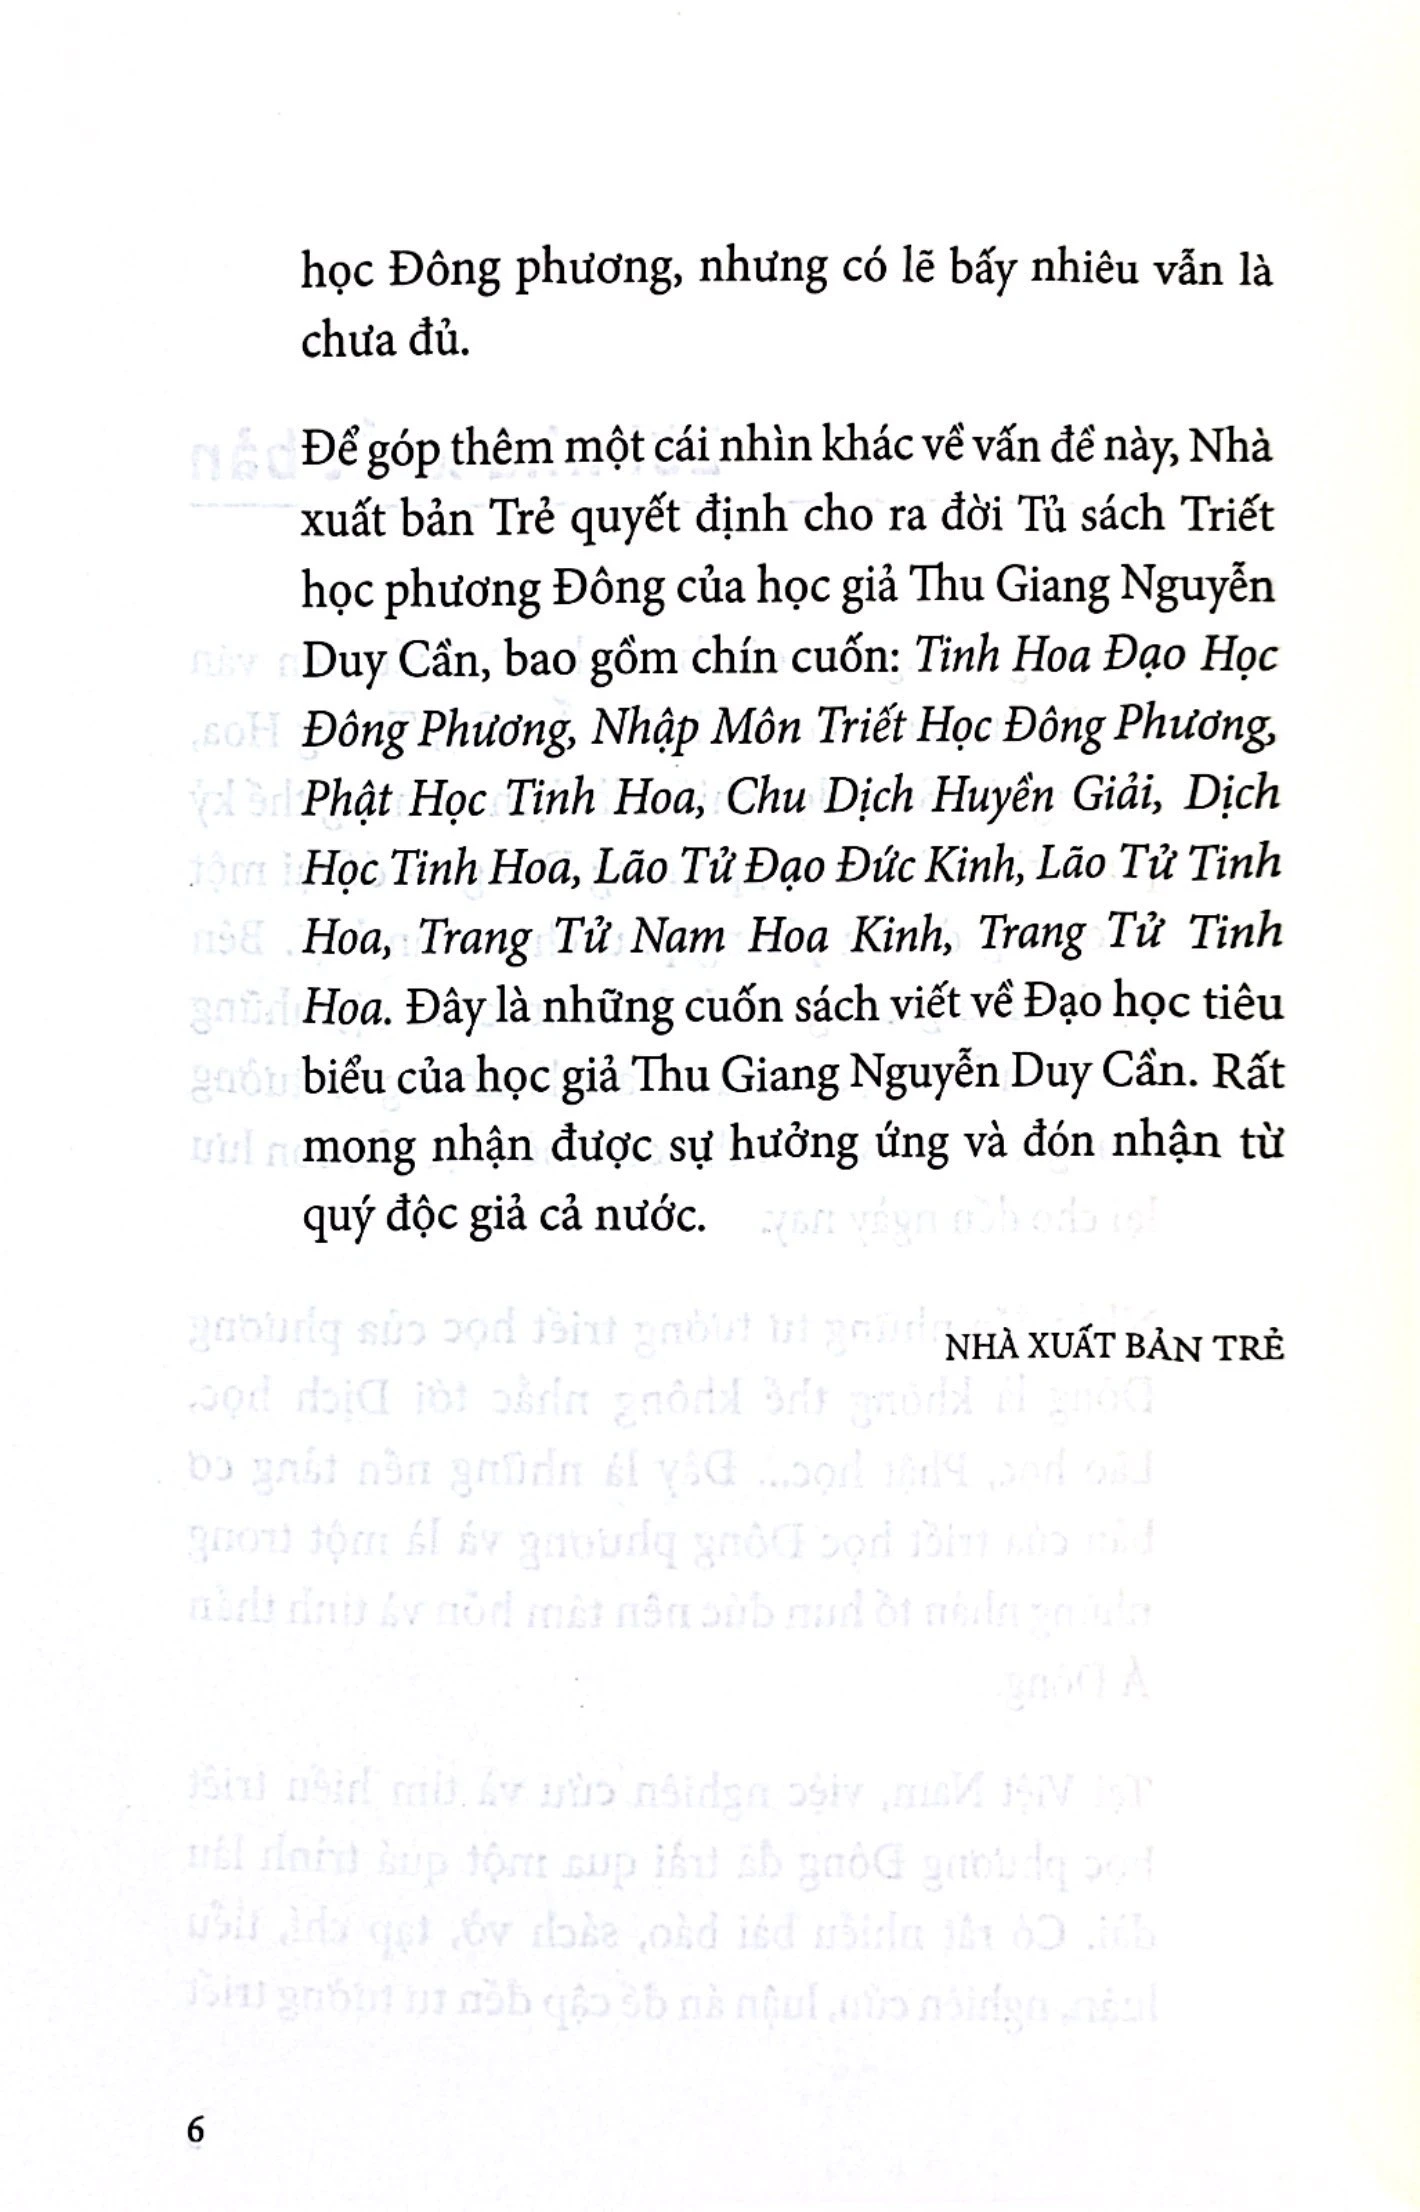 học Đông phương, nhưng có lẽ bấy nhiêu vẫn là
chưa đủ.
Để góp thêm một cái nhìn khác về vấn đề này, Nhà
xuất bản Trẻ quyết định cho ra đời Tủ sách Triết
học phương Đông của học giả Thu Giang Nguyễn
Duy Cần, bao gồm chín cuốn: Tinh Hoa Đạo Học
Đông Phương, Nhập Môn Triết Học Đông Phương,
Phật Học Tinh Hoa, Chu Dịch Huyền Giải, Dịch
Học Tinh Hoa, Lão Tử Đạo Đức Kinh, Lão Tử Tinh
Hoa, Trang Tử Nam Hoa Kinh, Trang Tử Tinh
Hoa. Đây là những cuốn sách viết về Đạo học tiêu
biểu của học giả Thu Giang Nguyễn Duy Cần. Rất
mong nhận được sự hưởng ứng và đón nhận từ
quý độc giả cả nước.
NHÀ XUẤT BẢN TRẺ
6